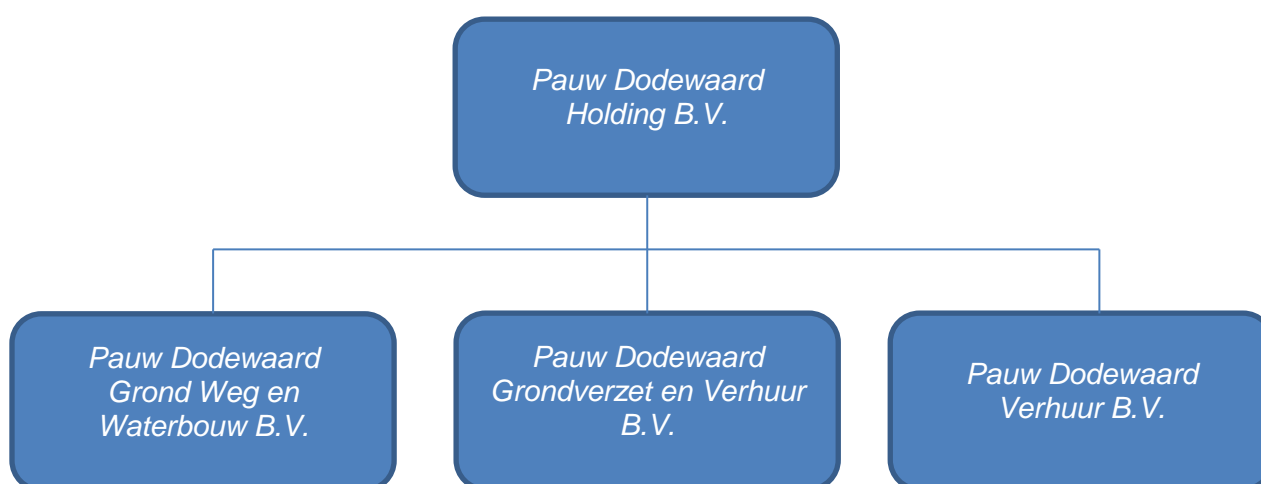 Pauw Dodewaard
Holding B.V.
Pauw Dodewaard
Grond Weg en
Waterbouw B.V.
Pauw Dodewaard
Grondverzet en Verhuur
B.V.
Pauw Dodewaard
Verhuur B.V.